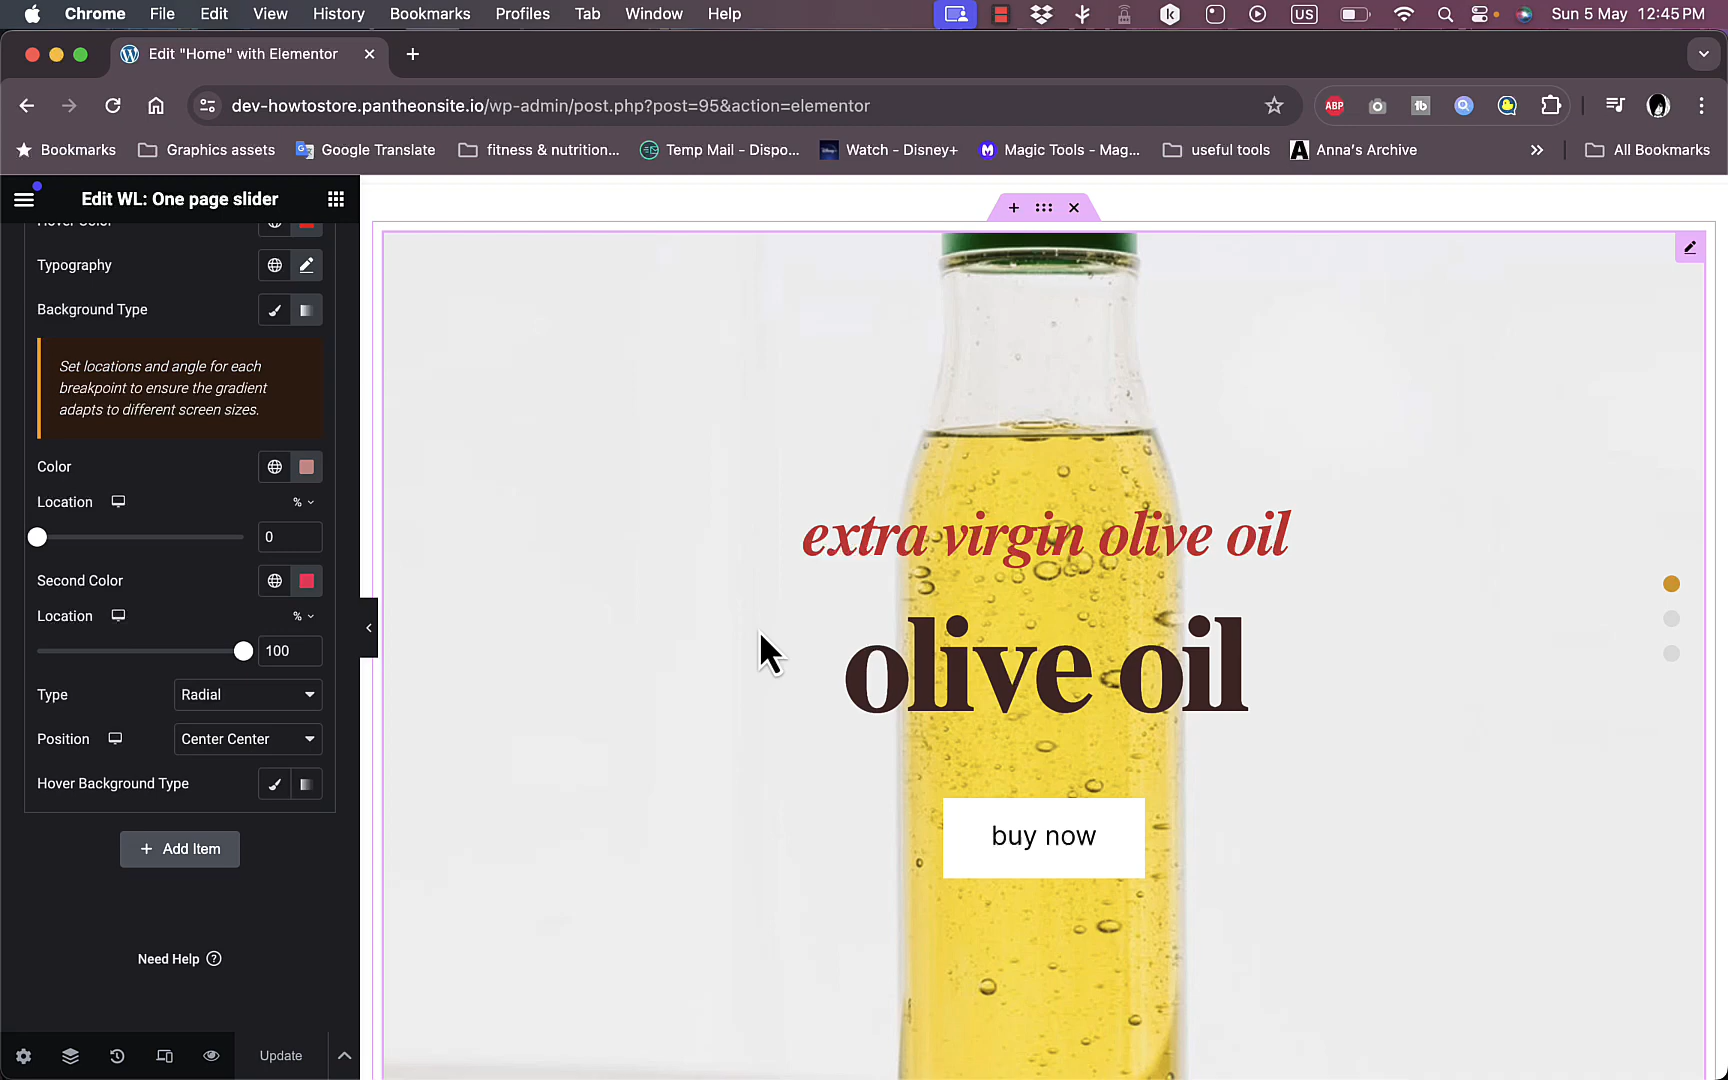 Chrome File Edit View History Bookmarks Profiles Tab Window Help US Sun 5 May 12:45 PM
Edit "Home" with Elementor
dev-howtostore.pantheonsite.io/wp-admin/post.php?post=95&action=elementor ABP tb
Bookmarks Graphics assets Google Translate fitness & nutrition... Temp Mail - Dispo... Watch - Disney+ Magic Tools - Mag... useful tools Anna's Archive All Bookmarks
Edit WL: One page slider
Hover Color
Typography
Background Type
Set locations and angle for each
breakpoint to ensure the gradient
adapts to different screen sizes.
Color
Location %
0
Second Color
Location %
100
Type Radial
Position Center Center
Hover Background Type
+ Add Item
Need Help ?
Update
extra virgin olive oil
olive oil
buy now